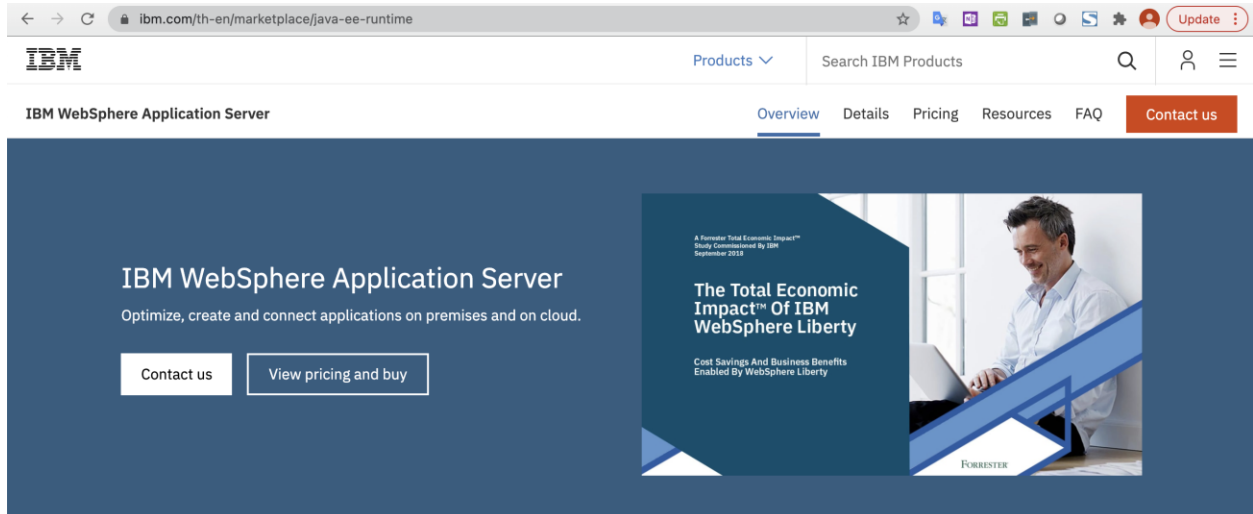 ibm.com/th-en/marketplace/java-ee-runtime
Update
IBM
Products
Search IBM Products
IBM WebSphere Application Server
Overview
Details
Pricing
Resources
FAQ
Contact us
IBM WebSphere Application Server
Optimize, create and connect applications on premises and on cloud.
Contact us
View pricing and buy
A Forrester Total Economic Impact™
Study Commissioned By IBM
September 2018
The Total Economic
Impact™ Of IBM
WebSphere Liberty
Cost Savings And Business Benefits
Enabled By WebSphere Liberty
FORRESTER